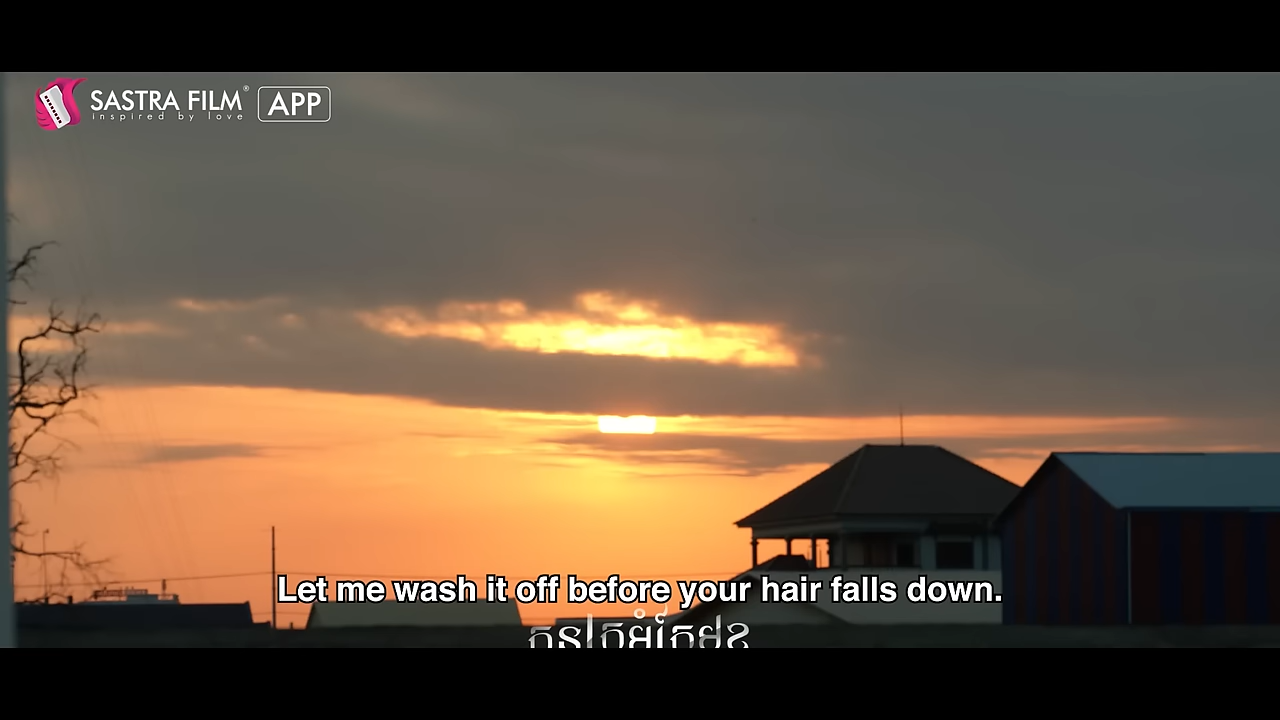 SASTRA FILM®
inspired by love
APP
Let me wash it off before your hair falls down.